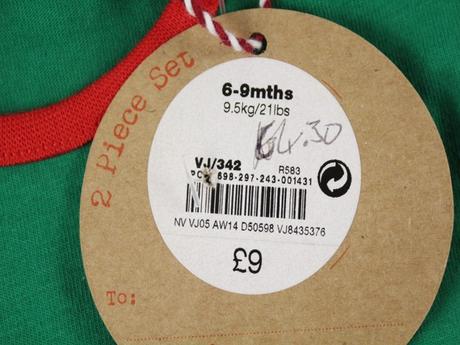 2 Piece Set
6-9mths
9.5kg/21lbs
VJ/342 R583
698-297-243-001431
NV VJ05 AW14 D50598 VJ8435376
£9
To: